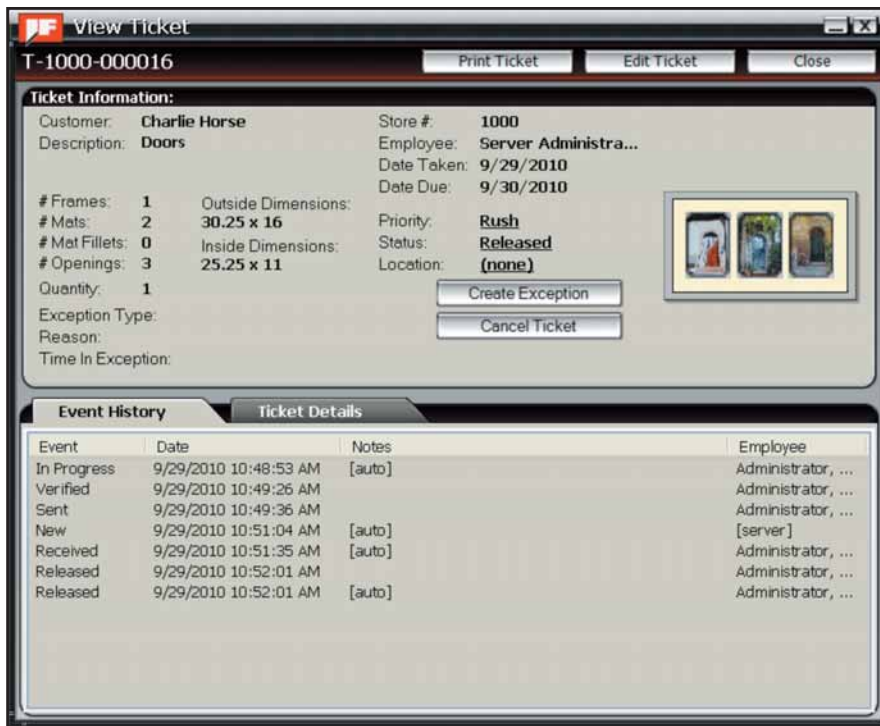 View Ticket
T-1000-000016 Print Ticket Edit Ticket Close
Ticket Information:
Customer: Charlie Horse Store #: 1000
Description: Doors Employee: Server Administra...
Date Taken: 9/29/2010
Date Due: 9/30/2010
# Frames: 1 Outside Dimensions:
# Mats: 2 30.25 x 16 Priority: Rush
# Mat Fillets: 0 Inside Dimensions: Status: Released
# Openings: 3 25.25 x 11 Location: (none)
Quantity: 1 Create Exception
Exception Type: Cancel Ticket
Reason:
Time In Exception:
Event History Ticket Details
Event Date Notes Employee
In Progress 9/29/2010 10:48:53 AM [auto] Administrator, ...
Verified 9/29/2010 10:49:26 AM Administrator, ...
Sent 9/29/2010 10:49:36 AM Administrator, ...
New 9/29/2010 10:51:04 AM [auto] [server]
Received 9/29/2010 10:51:35 AM [auto] Administrator, ...
Released 9/29/2010 10:52:01 AM Administrator, ...
Released 9/29/2010 10:52:01 AM [auto] Administrator, ...